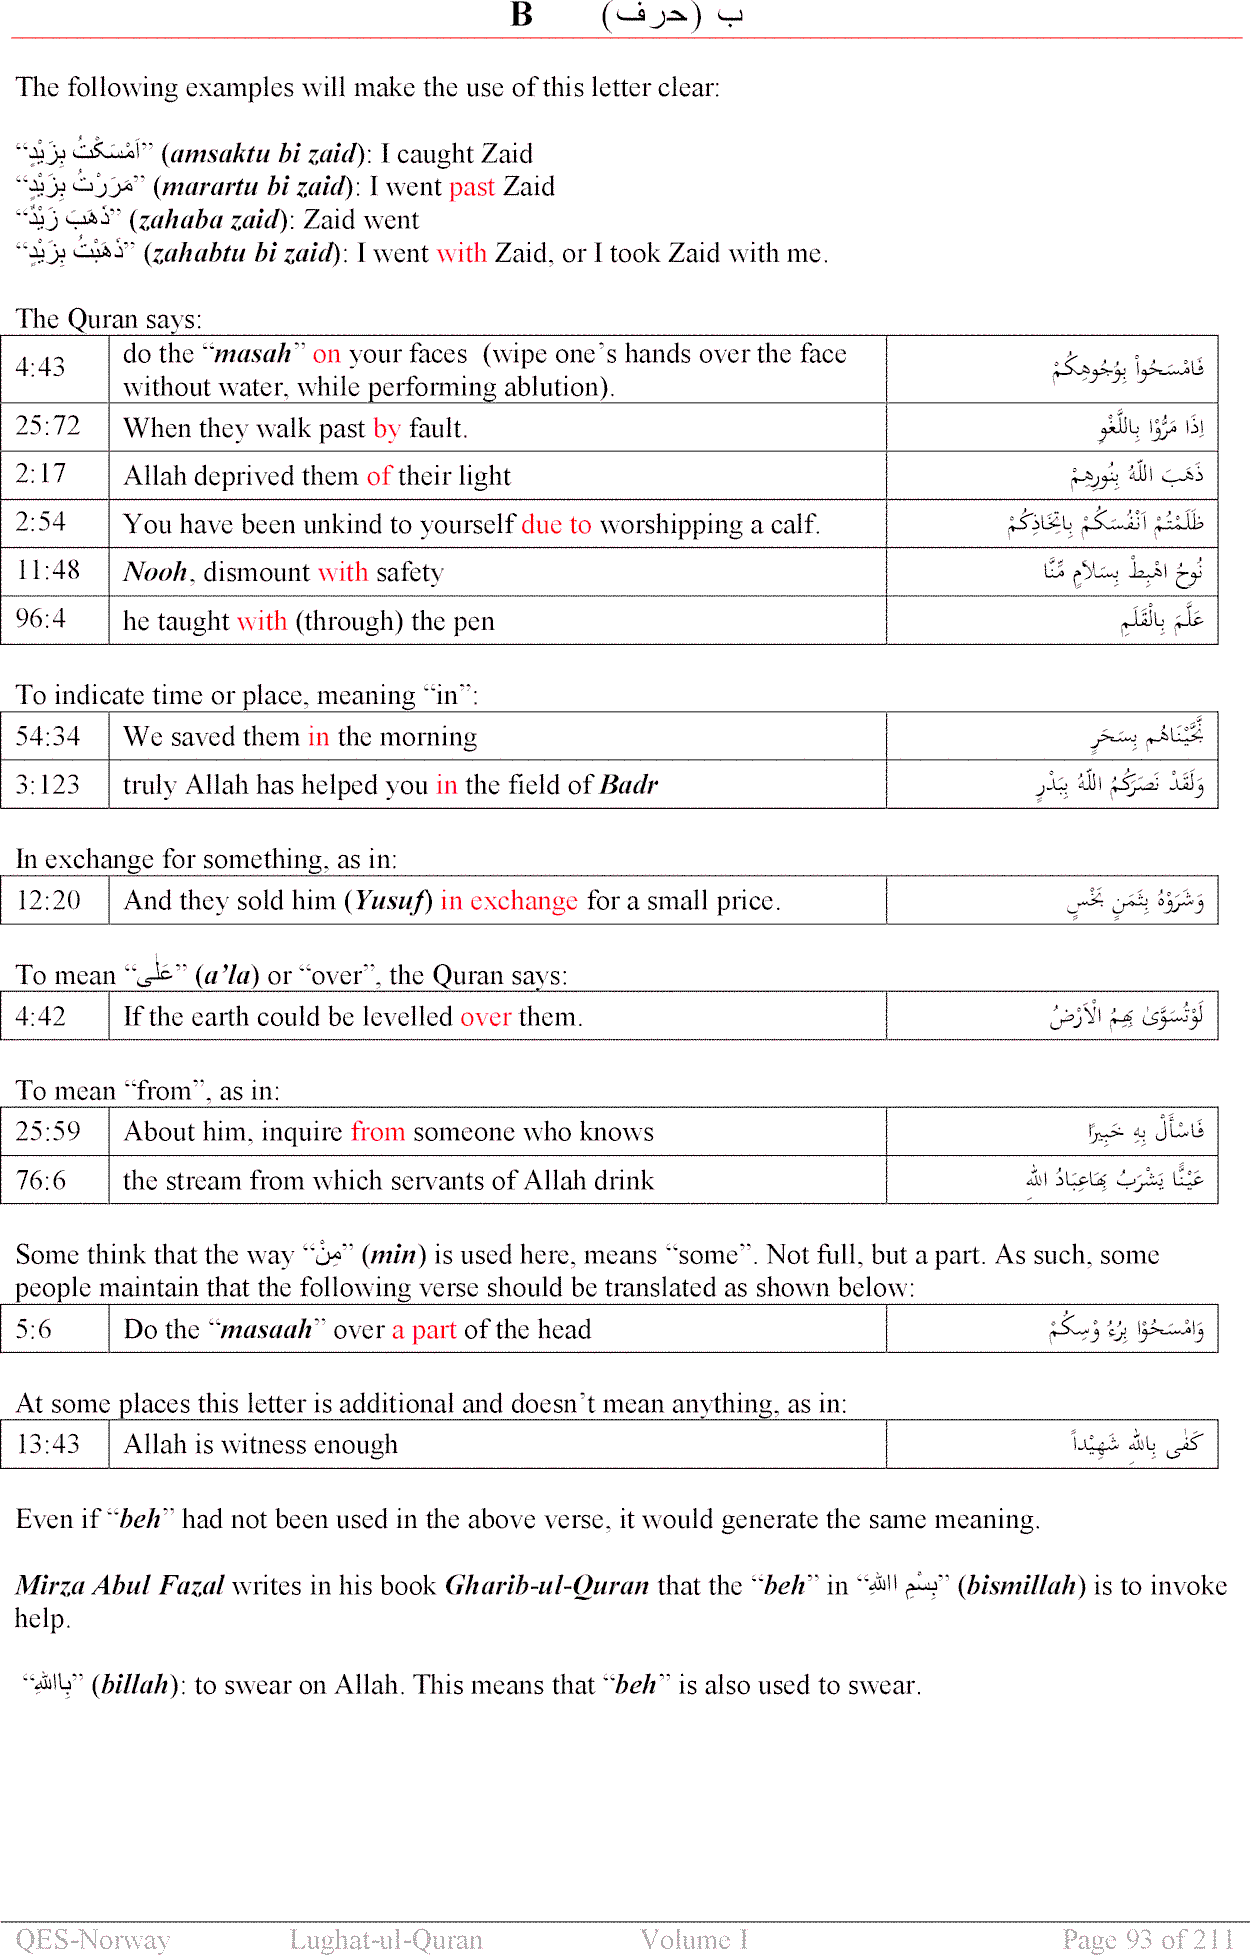 B ب (حرف)
The following examples will make the use of this letter clear:
“اَمْسَكْتُ بِزَيْدٍ” (amsaktu bi zaid): I caught Zaid
“مَرَرْتُ بِزَيْدٍ” (marartu bi zaid): I went past Zaid
“ذَهَبَ زَيْدٌ” (zahaba zaid): Zaid went
“ذَهَبْتُ بِزَيْدٍ” (zahabtu bi zaid): I went with Zaid, or I took Zaid with me.
The Quran says:
4:43 do the “masah” on your faces (wipe one’s hands over the face فَامْسَحُواْ بِوُجُوهِكُمْ
without water, while performing ablution).
25:72 When they walk past by fault. اِذَا مَرُّوْا بِاللَّغْوِ
2:17 Allah deprived them of their light ذَهَبَ اللّهُ بِنُورِهِمْ
2:54 You have been unkind to yourself due to worshipping a calf. ظَلَمْتُمْ اَنْفُسَكُمْ بِاتِّخَاذِكُمْ
11:48 Nooh, dismount with safety نُوحُ اهْبِطْ بِسَلاَمٍ مِّنَّا
96:4 he taught with (through) the pen عَلَّمَ بِالْقَلَمِ
To indicate time or place, meaning “in”:
54:34 We saved them in the morning نَّجَّيْنَاهُم بِسَحَرٍ
3:123 truly Allah has helped you in the field of Badr وَلَقَدْ نَصَرَكُمُ اللّهُ بِبَدْرٍ
In exchange for something, as in:
12:20 And they sold him (Yusuf) in exchange for a small price. وَشَرَوْهُ بِثَمَنٍ بَخْسٍ
To mean “عَلٰى” (a’la) or “over”, the Quran says:
4:42 If the earth could be levelled over them. لَوْتُسَوَّىٰ بِهِمُ الْاَرْضُ
To mean “from”, as in:
25:59 About him, inquire from someone who knows فَاسْأَلْ بِهِ خَبِيرًا
76:6 the stream from which servants of Allah drink عَيْنًا يَشْرَبُ بِهَاعِبَادُ اللهِ
Some think that the way “مِنْ” (min) is used here, means “some”. Not full, but a part. As such, some
people maintain that the following verse should be translated as shown below:
5:6 Do the “masaah” over a part of the head وَامْسَحُوْا بِرُءُ وْسِكُمْ
At some places this letter is additional and doesn’t mean anything, as in:
13:43 Allah is witness enough كَفٰى بِاللهِ شَهِيْداً
Even if “beh” had not been used in the above verse, it would generate the same meaning.
Mirza Abul Fazal writes in his book Gharib-ul-Quran that the “beh” in “بِسْمِ االلهِ” (bismillah) is to invoke
help.
“بِااللهِ” (billah): to swear on Allah. This means that “beh” is also used to swear.
QES-Norway Lughat-ul-Quran Volume I Page 93 of 211